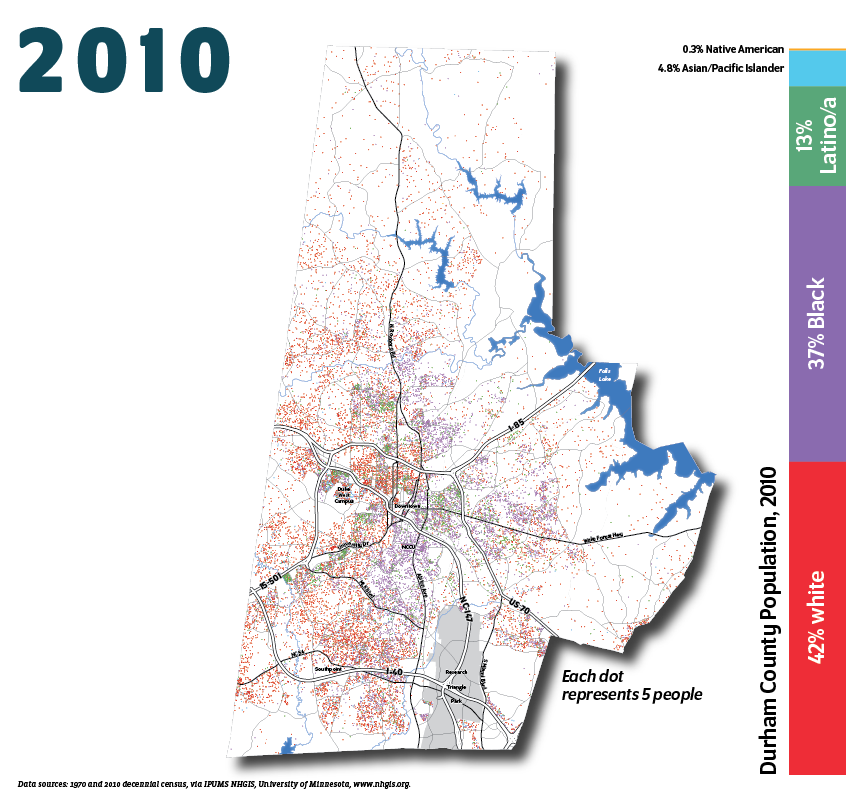 2010
0.3% Native American
4.8% Asian/Pacific Islander
13%
Latino/a
37% Black
42% white
Durham County Population, 2010
Falls
Lake
I-85
Duke
West
Campus
Downtown
Wake Forest Hwy
NCCU
IS-501
NC-147
US 70
I-40
Southpoint
Research
Triangle
Park
Each dot
represents 5 people
Data sources: 1970 and 2010 decennial census, via IPUMS NHGIS, University of Minnesota, www.nhgis.org.